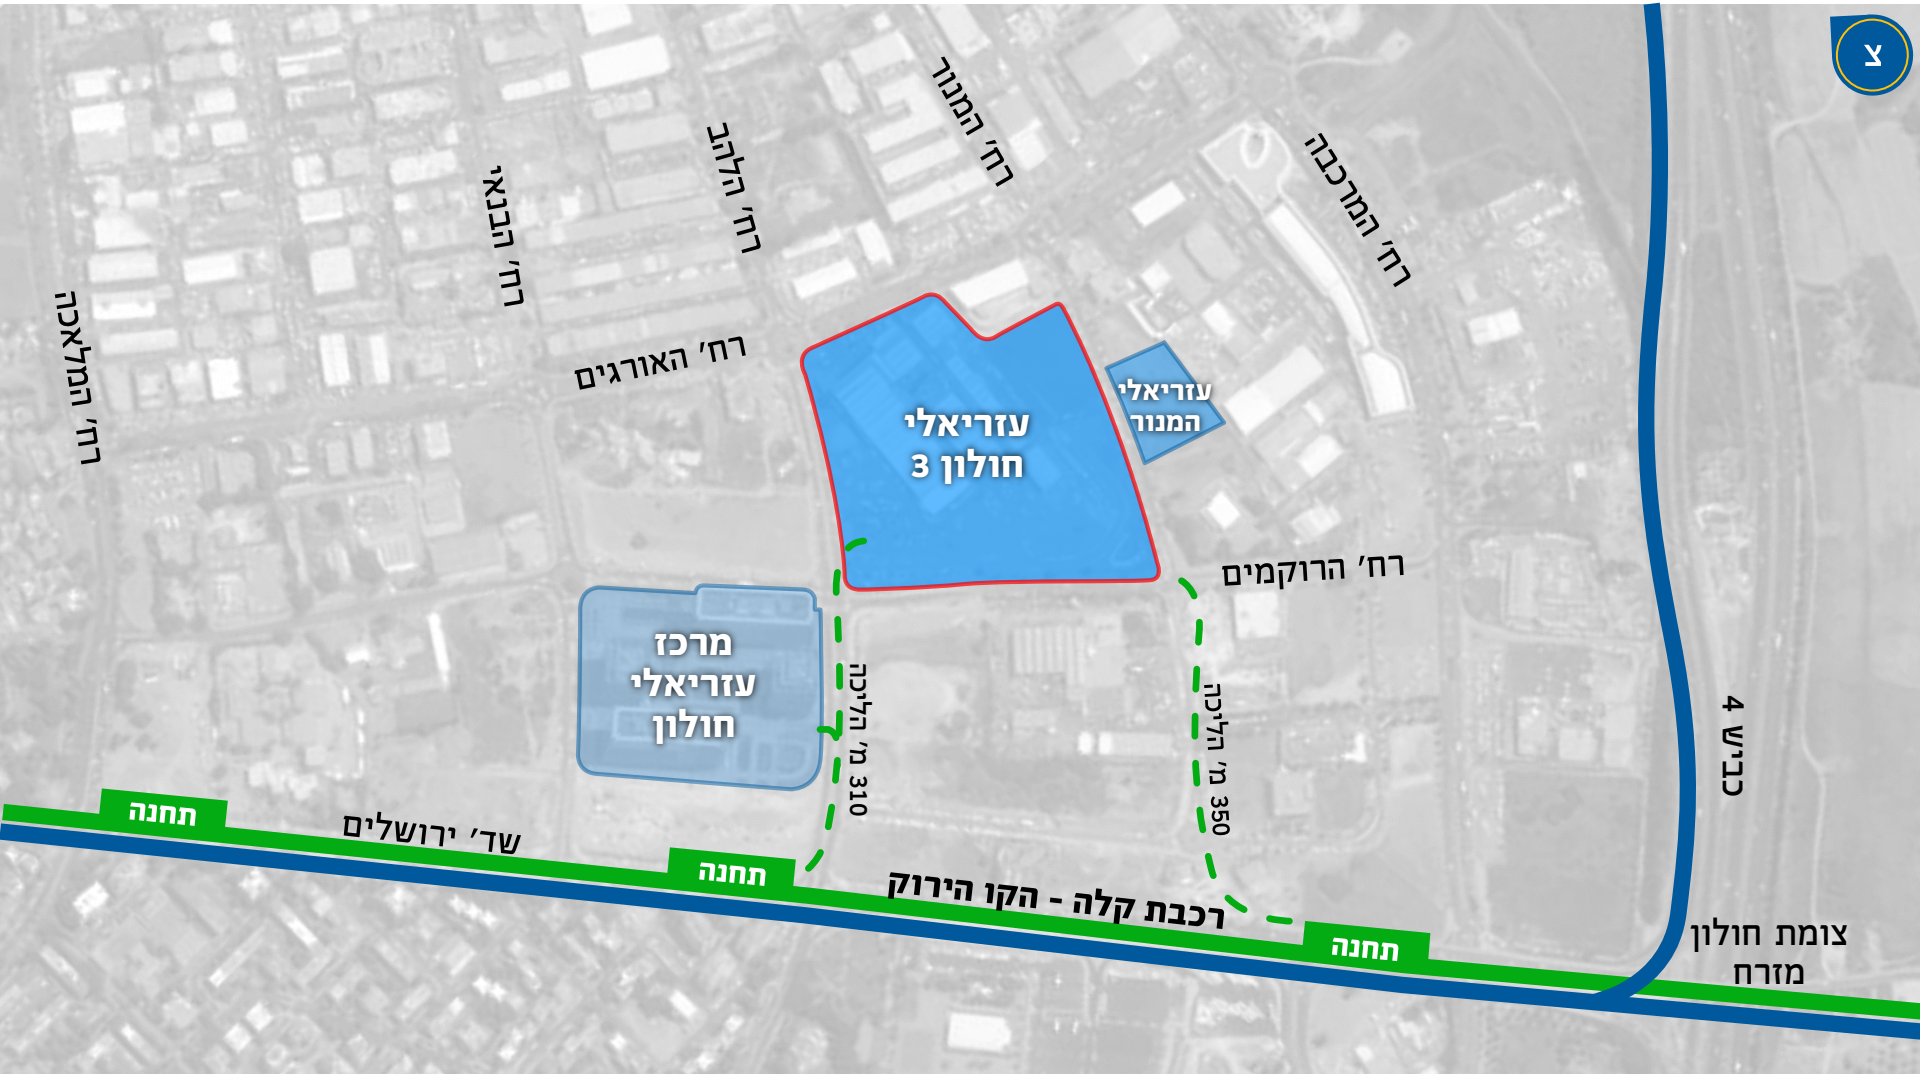 צ
רח' המנור
רח' הלהב
רח' המרכבה
רח' הבנאי
רח' המלאכה
רח' האורגים
עזריאלי
המנור
עזריאלי
חולון 3
רח' הרוקמים
מרכז
עזריאלי
חולון
310 מ' הליכה
350 מ' הליכה
כביש 4
תחנה
שד' ירושלים
תחנה
רכבת קלה - הקו הירוק
תחנה
צומת חולון
מזרח